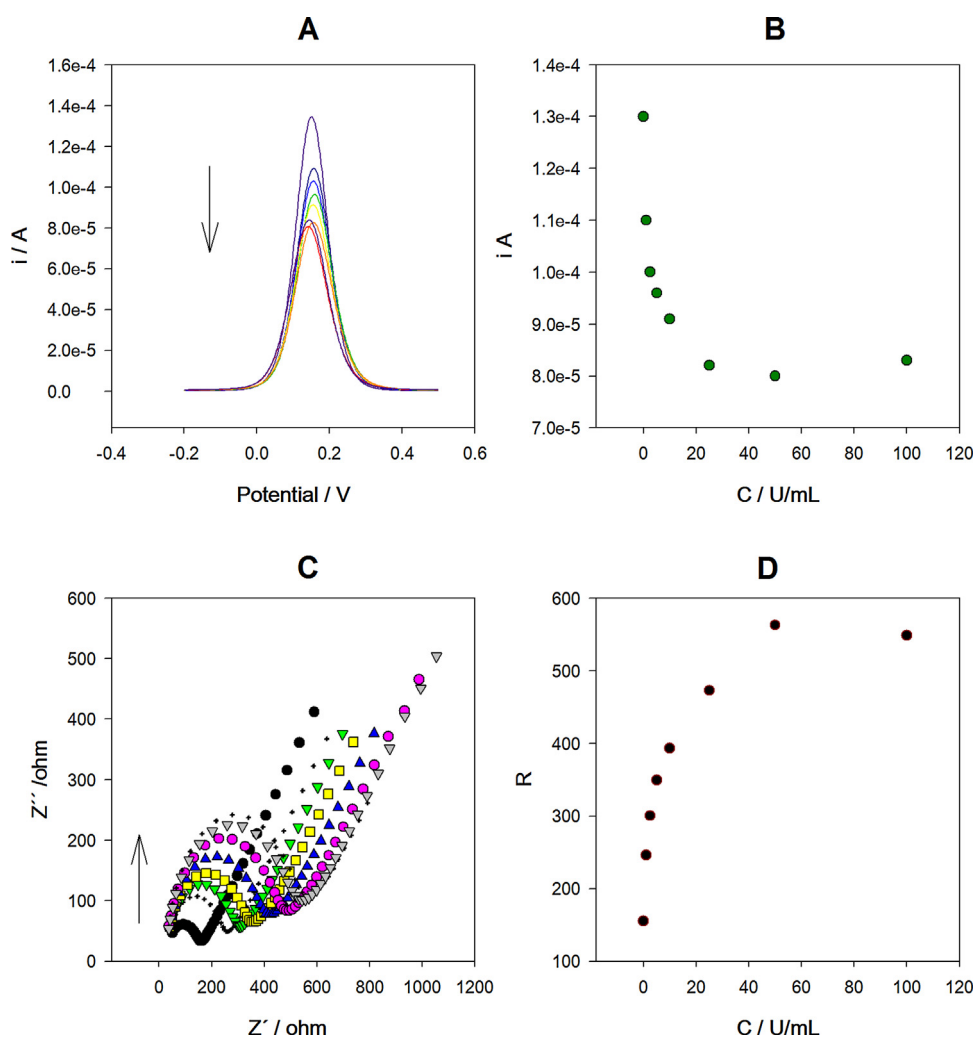 A
1.6e-4
1.4e-4
1.2e-4
1.0e-4
8.0e-5
6.0e-5
4.0e-5
2.0e-5
0.0
i / A
-0.4 -0.2 0.0 0.2 0.4 0.6
Potential / V
B
1.4e-4
1.3e-4
1.2e-4
1.1e-4
1.0e-4
9.0e-5
8.0e-5
7.0e-5
i A
0 20 40 60 80 100 120
C / U/mL
C
600
500
400
300
200
100
0
Z´´ /ohm
0 200 400 600 800 1000 1200
Z´ / ohm
D
600
500
400
300
200
100
R
0 20 40 60 80 100 120
C / U/mL